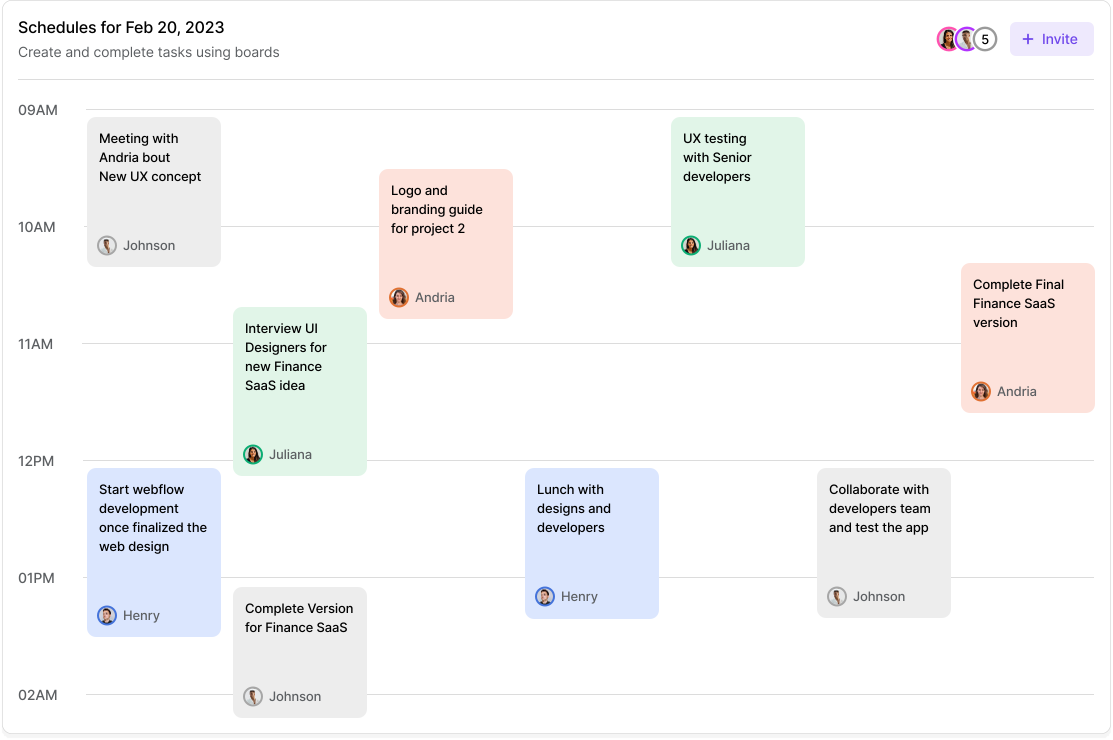 Schedules for Feb 20, 2023
Create and complete tasks using boards
5
+ Invite
09AM
Meeting with
Andria bout
New UX concept
Johnson
Logo and
branding guide
for project 2
Andria
UX testing
with Senior
developers
Juliana
10AM
Complete Final
Finance SaaS
version
Andria
Interview UI
Designers for
new Finance
SaaS idea
Juliana
11AM
12PM
Start webflow
development
once finalized the
web design
Henry
Lunch with
designs and
developers
Henry
Collaborate with
developers team
and test the app
Johnson
01PM
Complete Version
for Finance SaaS
Johnson
02AM